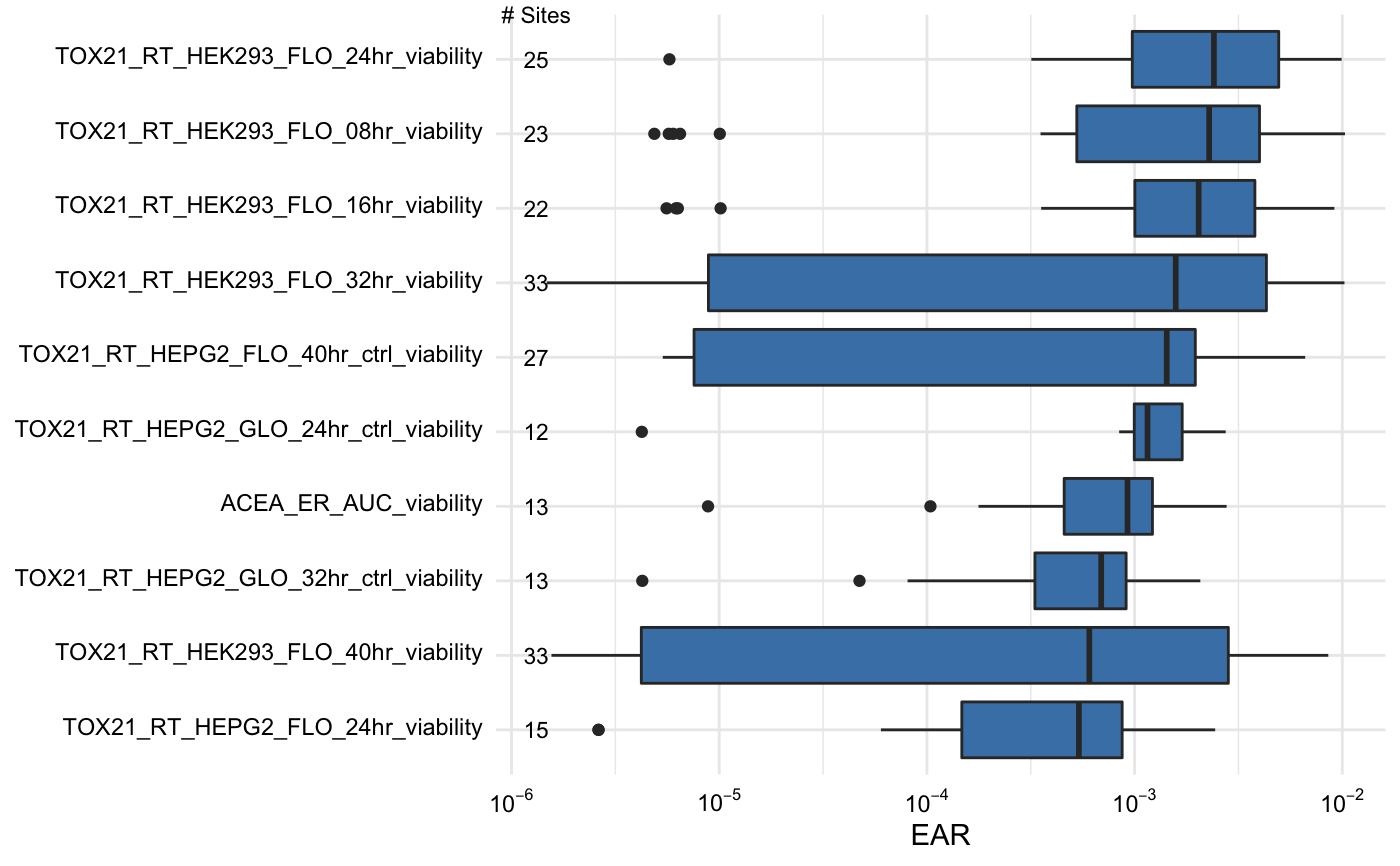 # Sites
TOX21_RT_HEK293_FLO_24hr_viability 25
TOX21_RT_HEK293_FLO_08hr_viability 23
TOX21_RT_HEK293_FLO_16hr_viability 22
TOX21_RT_HEK293_FLO_32hr_viability 33
TOX21_RT_HEPG2_FLO_40hr_ctrl_viability 27
TOX21_RT_HEPG2_GLO_24hr_ctrl_viability 12
ACEA_ER_AUC_viability 13
TOX21_RT_HEPG2_GLO_32hr_ctrl_viability 13
TOX21_RT_HEK293_FLO_40hr_viability 33
TOX21_RT_HEPG2_FLO_24hr_viability 15
10⁻⁶ 10⁻⁵ 10⁻⁴ 10⁻³ 10⁻²
EAR